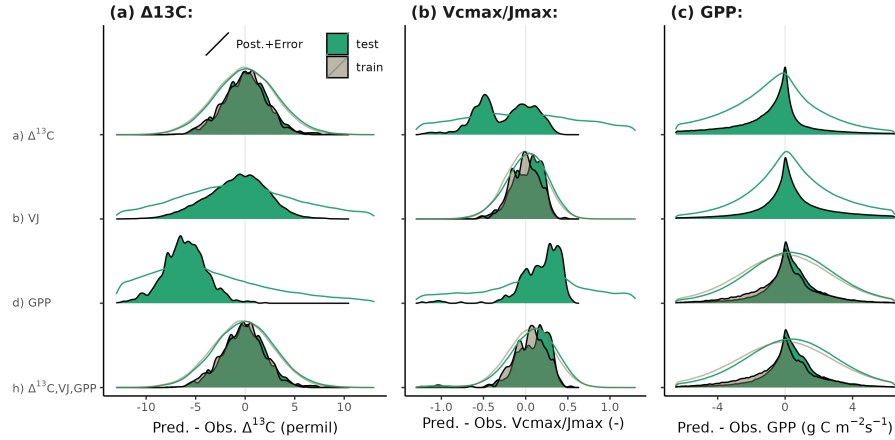 (a) Δ13C:
(b) Vcmax/Jmax:
(c) GPP:
Post.+Error
test
train
a) Δ¹³C
b) VJ
d) GPP
h) Δ¹³C,VJ,GPP
-10 -5 0 5 10
-1.0 -0.5 0.0 0.5 1.0
-4 0 4
Pred. - Obs. Δ¹³C (permil)
Pred. - Obs. Vcmax/Jmax (-)
Pred. - Obs. GPP (g C m⁻²s⁻¹)